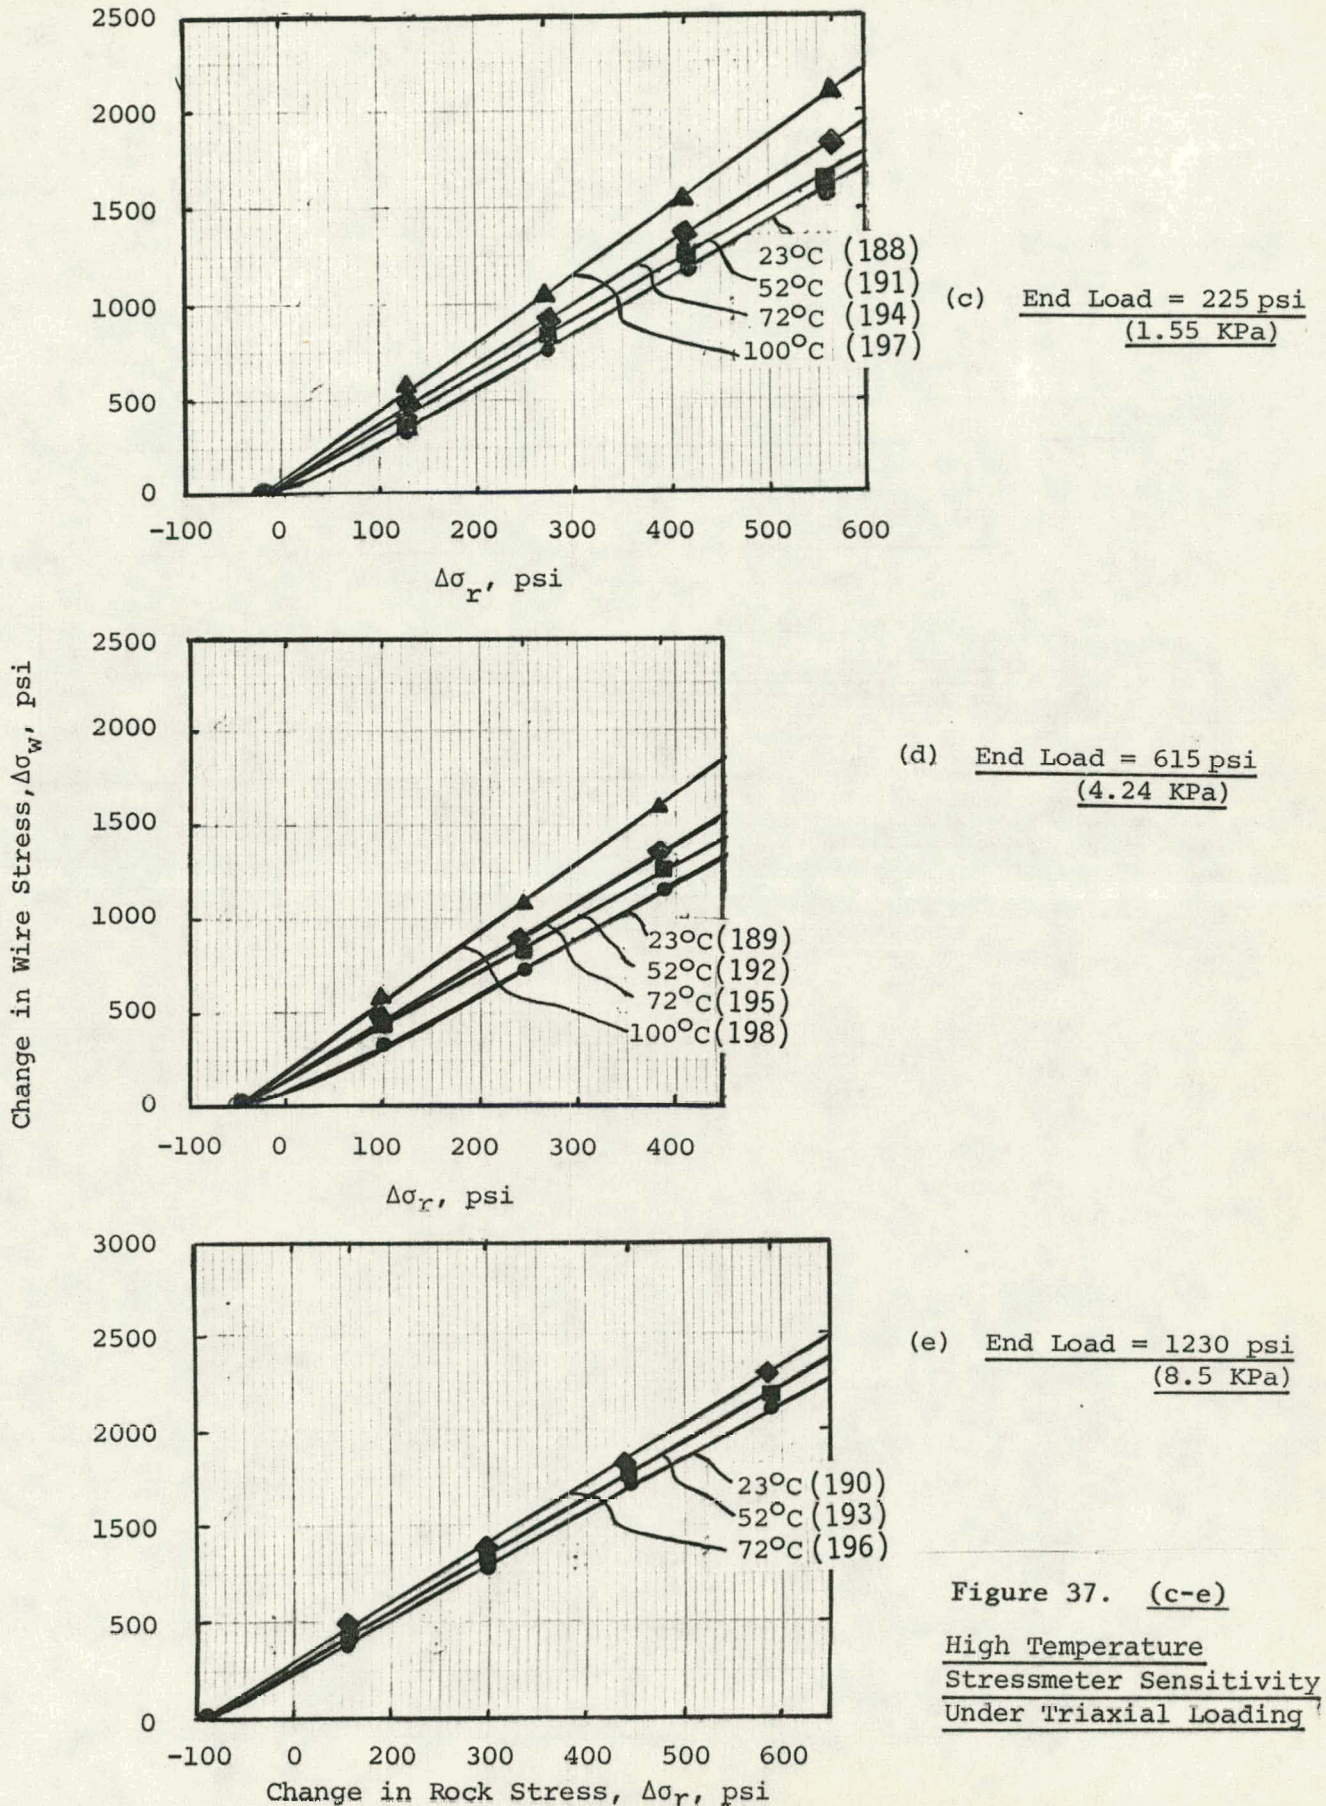 2500
2000
1500
1000
500
0
-100 0 100 200 300 400 500 600
Δσr, psi
23°C (188)
52°C (191)
72°C (194)
100°C (197)
(c) End Load = 225 psi
(1.55 KPa)
Change in Wire Stress, Δσw, psi
2500
2000
1500
1000
500
0
-100 0 100 200 300 400
Δσr, psi
23°C (189)
52°C (192)
72°C (195)
100°C (198)
(d) End Load = 615 psi
(4.24 KPa)
3000
2500
2000
1500
500
0
-100 0 200 300 400 500 600
Change in Rock Stress, Δσr, psi
23°C (190)
52°C (193)
72°C (196)
(e) End Load = 1230 psi
(8.5 KPa)
Figure 37. (c-e)
High Temperature
Stressmeter Sensitivity
Under Triaxial Loading